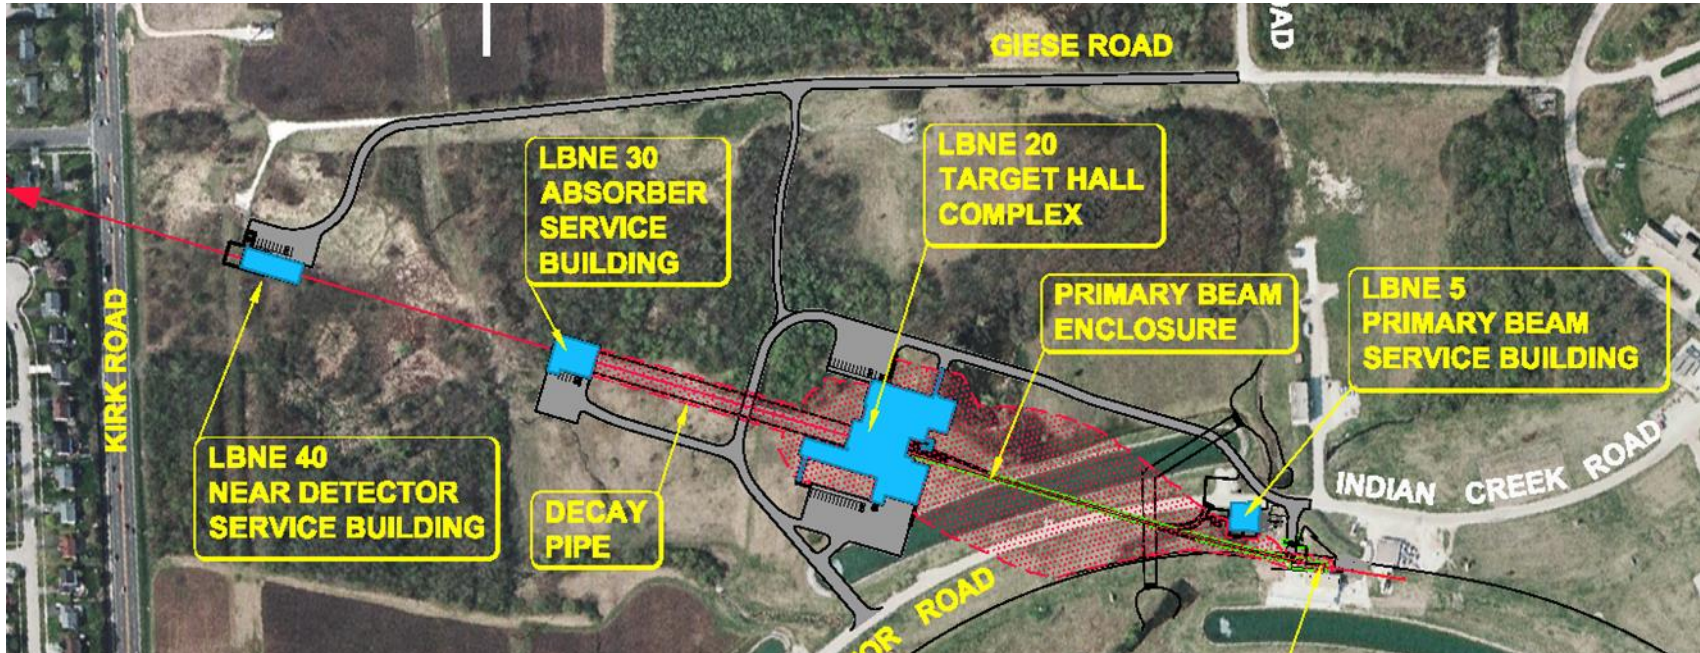 GIESE ROAD
LBNE 30
ABSORBER
SERVICE
BUILDING
LBNE 20
TARGET HALL
COMPLEX
PRIMARY BEAM
ENCLOSURE
LBNE 5
PRIMARY BEAM
SERVICE BUILDING
KIRK ROAD
LBNE 40
NEAR DETECTOR
SERVICE BUILDING
DECAY
PIPE
INDIAN CREEK ROAD
ROAD